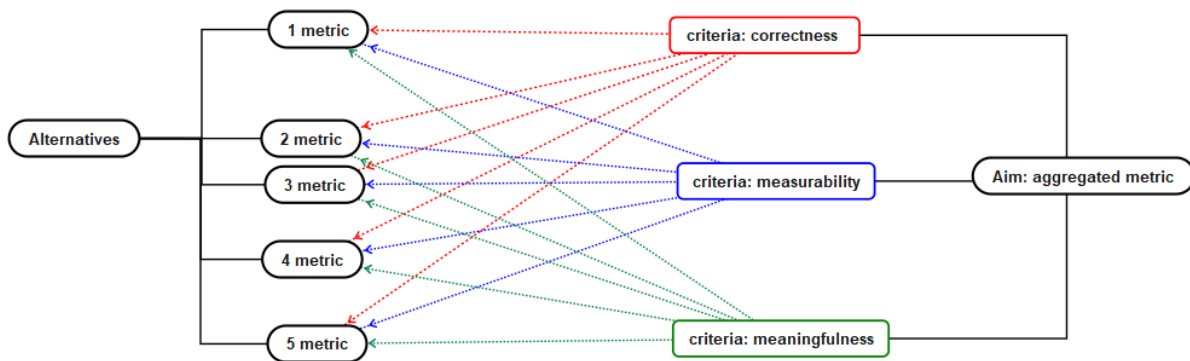 1 metric
criteria: correctness
Alternatives
2 metric
3 metric
criteria: measurability
Aim: aggregated metric
4 metric
5 metric
criteria: meaningfulness